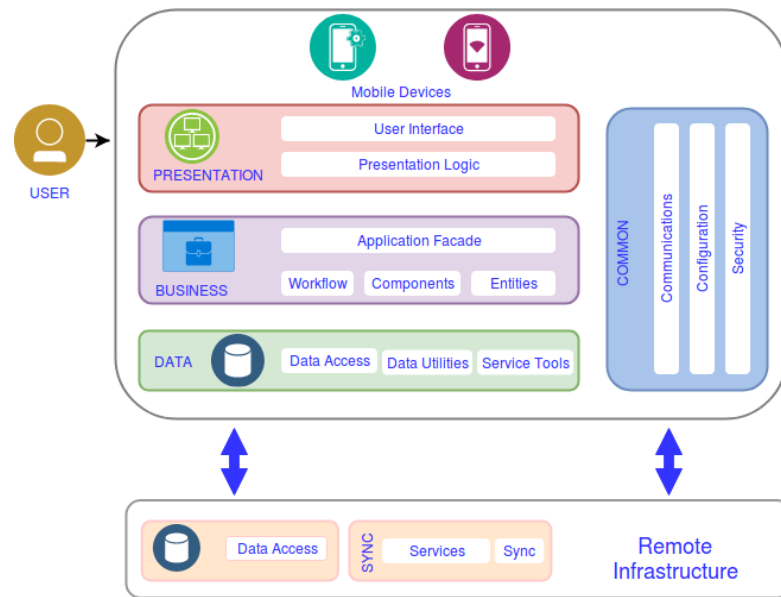 Mobile Devices
USER
PRESENTATION
User Interface
Presentation Logic
BUSINESS
Application Facade
Workflow
Components
Entities
DATA
Data Access
Data Utilities
Service Tools
COMMON
Communications
Configuration
Security
Data Access
SYNC
Services
Sync
Remote
Infrastructure